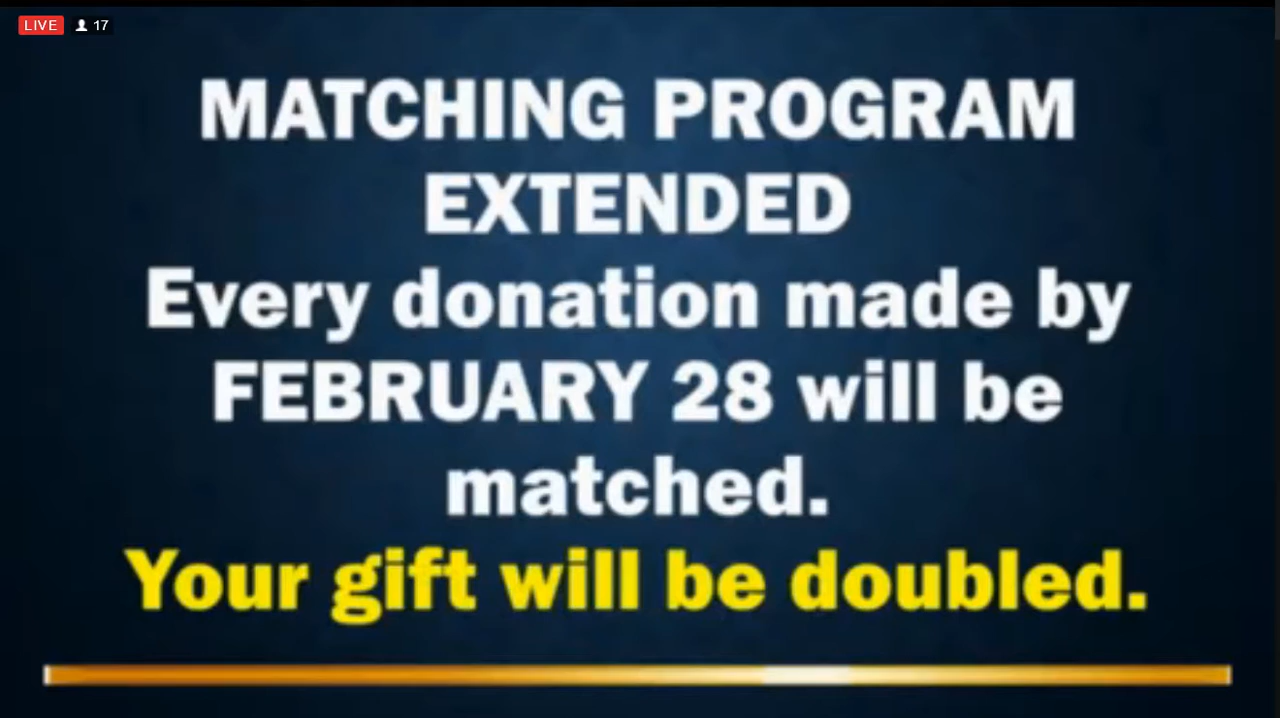 LIVE 17
MATCHING PROGRAM
EXTENDED
Every donation made by
FEBRUARY 28 will be
matched.
Your gift will be doubled.